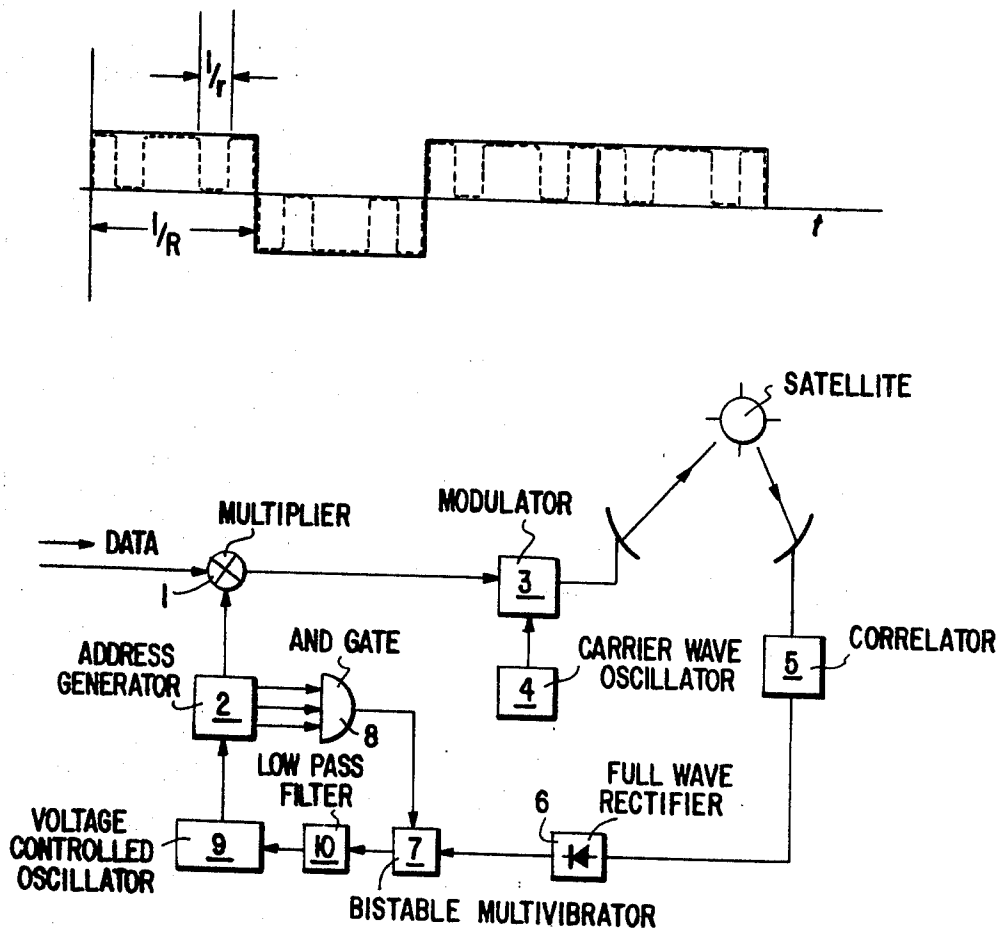 1/r
1/R
t
SATELLITE
MODULATOR
MULTIPLIER
DATA
1
3
AND GATE
ADDRESS
GENERATOR
2
8
CARRIER WAVE
OSCILLATOR
4
CORRELATOR
5
LOW PASS
FILTER
FULL WAVE
RECTIFIER
6
VOLTAGE
CONTROLLED
OSCILLATOR
9
10
7
BISTABLE MULTIVIBRATOR